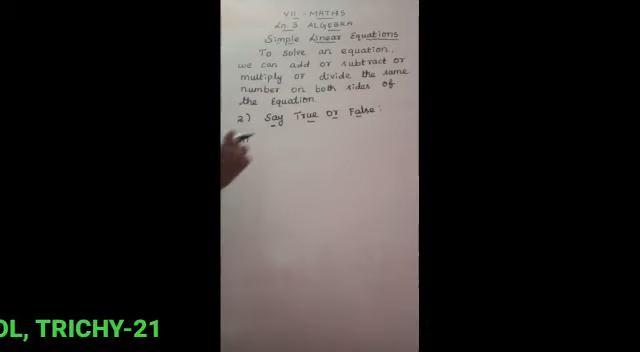 VII - MATHS
Ln. 3 ALGEBRA
Simple Linear Equations
To solve an equation,
we can add or subtract or
multiply or divide the same
number on both sides of
the Equation
2) Say True or False:
OL, TRICHY-21